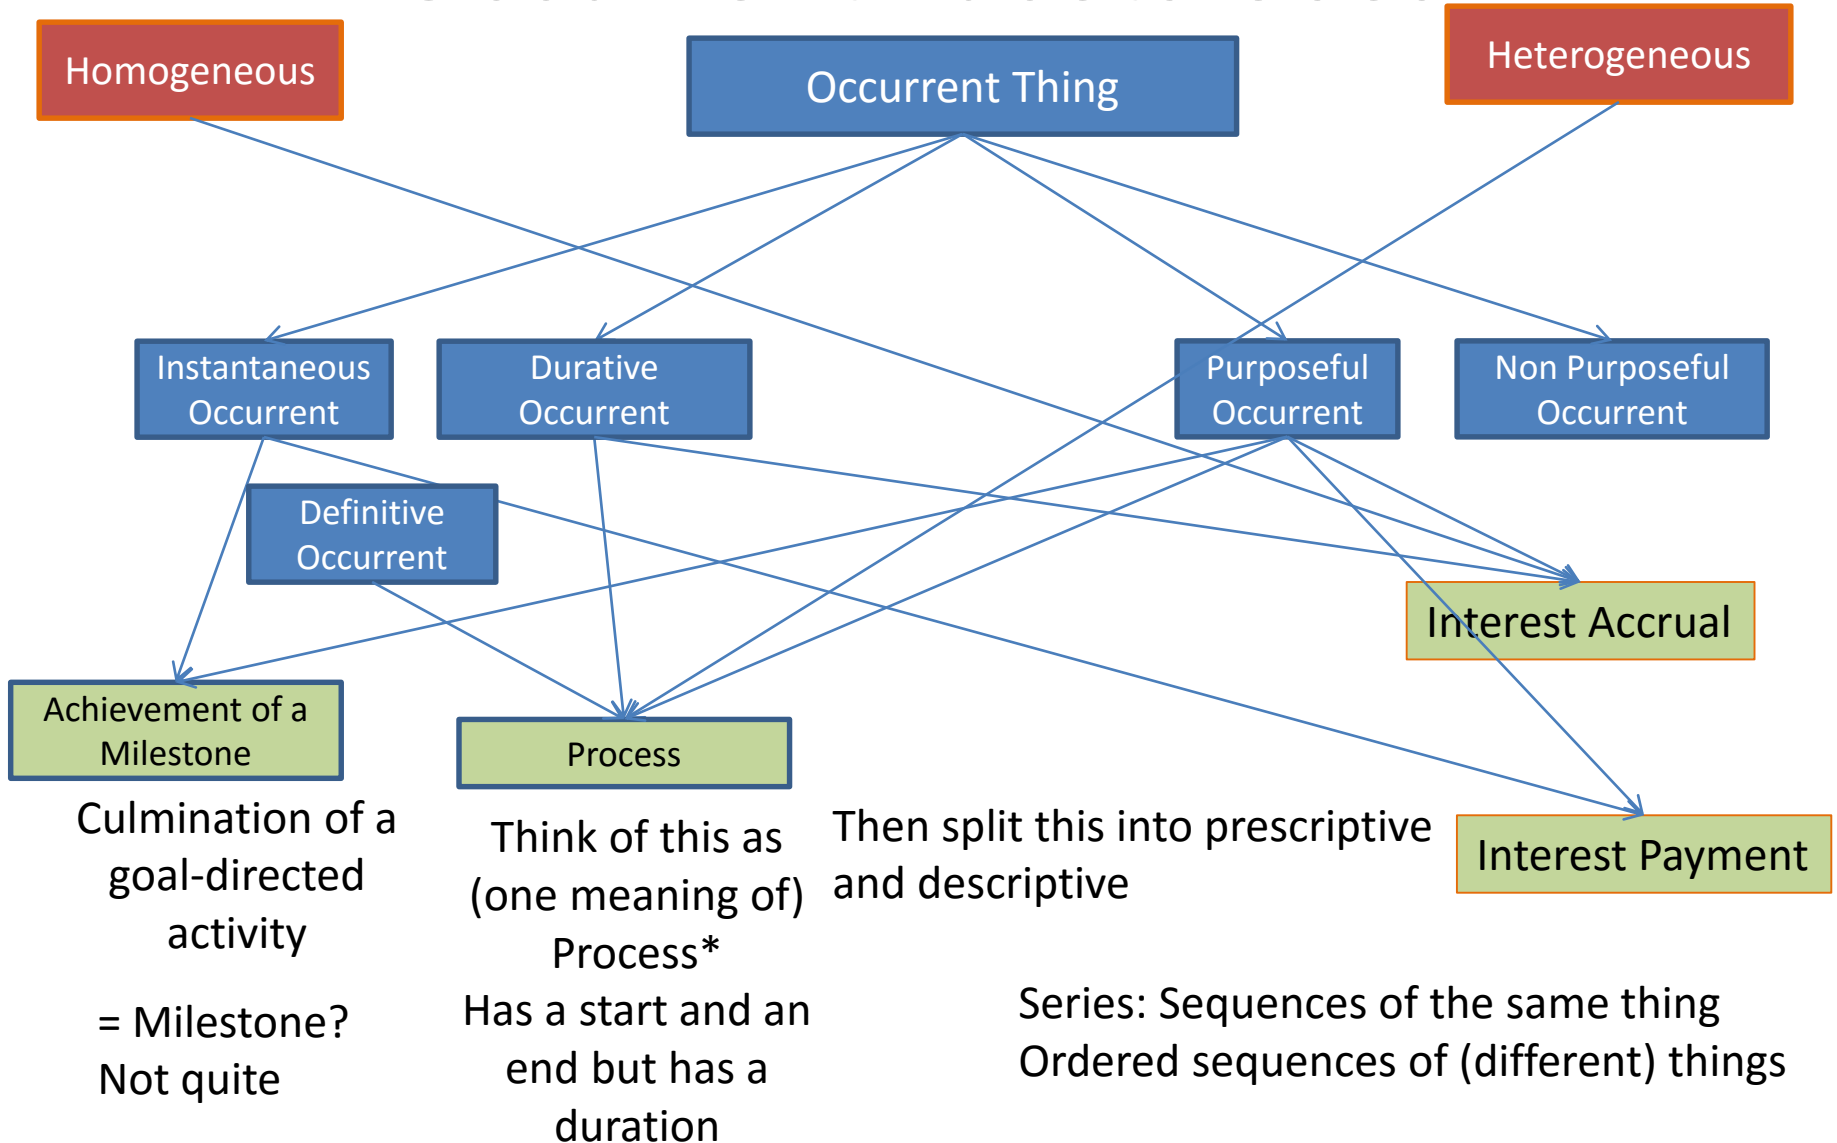 Homogeneous
Occurrent Thing
Heterogeneous
Instantaneous
Occurrent
Durative
Occurrent
Purposeful
Occurrent
Non Purposeful
Occurrent
Definitive
Occurrent
Interest Accrual
Achievement of a
Milestone
Process
Interest Payment
Culmination of a
goal-directed
activity
= Milestone?
Not quite
Think of this as
(one meaning of)
Process*
Has a start and an
end but has a
duration
Then split this into prescriptive
and descriptive
Series: Sequences of the same thing
Ordered sequences of (different) things